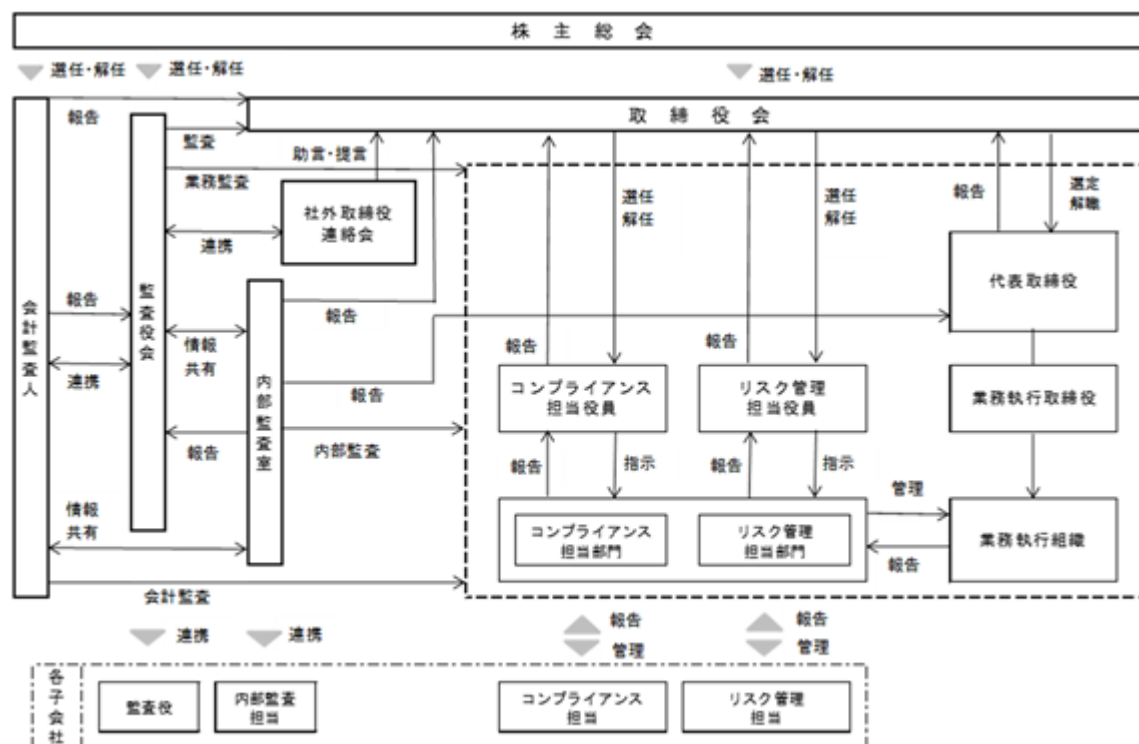 株主総会
選任・解任
選任・解任
選任・解任
取締役会
報告
監査
助言・提言
業務監査
社外取締役
連絡会
連携
選任
解任
選任
解任
報告
選定
解職
代表取締役
会計監査人
監査役会
内部監査室
報告
情報
共有
連携
報告
報告
報告
報告
報告
コンプライアンス
担当役員
リスク管理
担当役員
業務執行取締役
内部監査
報告
指示
報告
指示
管理
情報
共有
コンプライアンス
担当部門
リスク管理
担当部門
業務執行組織
報告
会計監査
連携
連携
報告
管理
報告
管理
各子会社
監査役
内部監査
担当
コンプライアンス
担当
リスク管理
担当